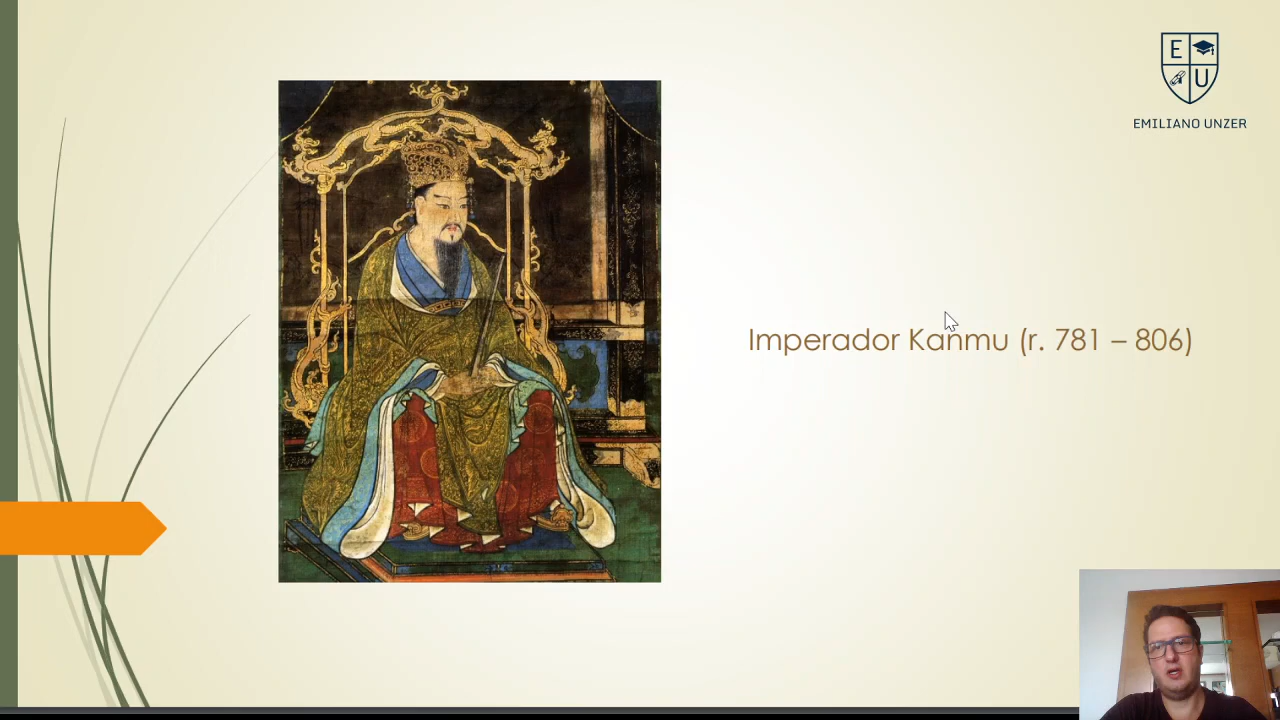 E
U
EMILIANO UNZER
Imperador Kanmu (r. 781 – 806)